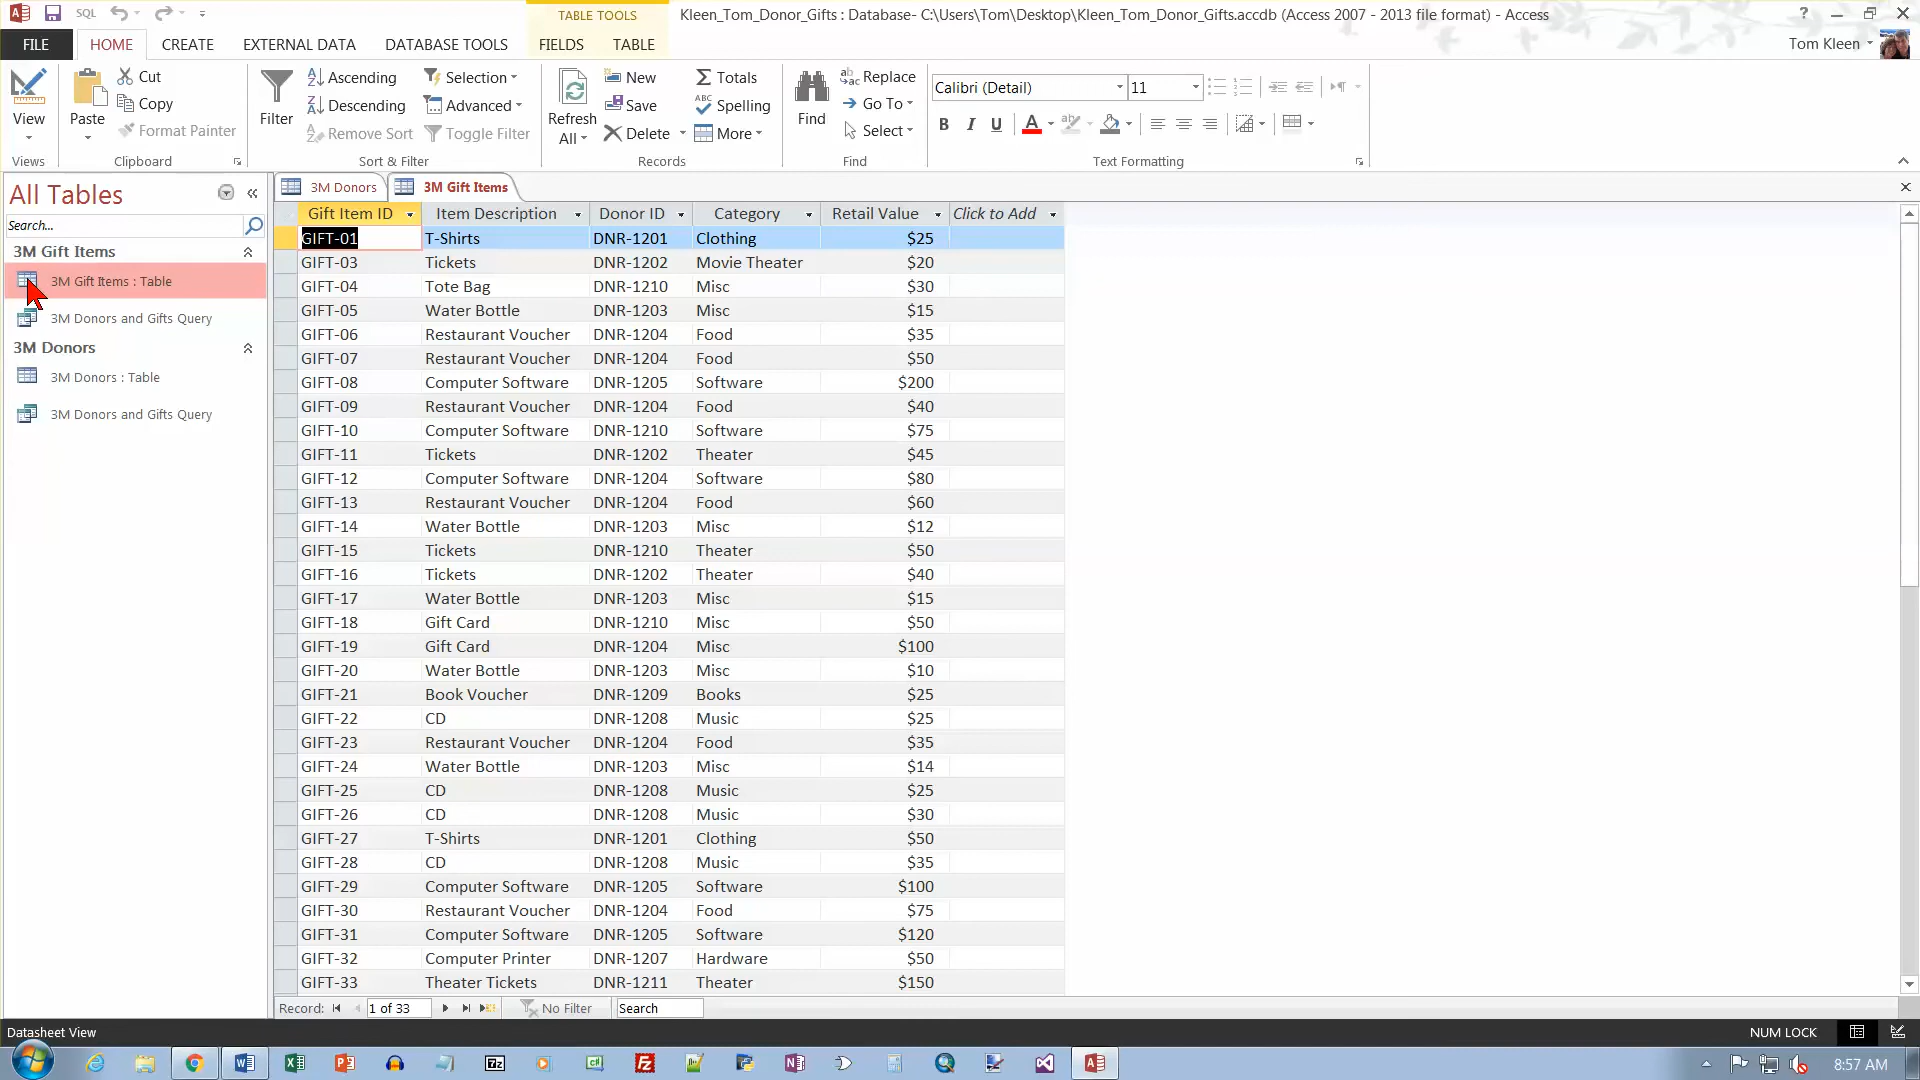 SQL
TABLE TOOLS
Kleen_Tom_Donor_Gifts : Database- C:\Users\Tom\Desktop\Kleen_Tom_Donor_Gifts.accdb (Access 2007 - 2013 file format) - Access
?
FILE HOME CREATE EXTERNAL DATA DATABASE TOOLS FIELDS TABLE
Tom Kleen
View
Views
Paste
Cut
Copy
Format Painter
Clipboard
Filter
Ascending
Descending
Remove Sort
Selection
Advanced
Toggle Filter
Sort & Filter
Refresh
All
New
Save
Delete
Totals
Spelling
More
Records
Find
Replace
Go To
Select
Find
Calibri (Detail) 11
B I U A
Text Formatting
All Tables
Search...
3M Gift Items
3M Gift Items : Table
3M Donors and Gifts Query
3M Donors
3M Donors : Table
3M Donors and Gifts Query
3M Donors 3M Gift Items
Gift Item ID Item Description Donor ID Category Retail Value Click to Add
GIFT-01 T-Shirts DNR-1201 Clothing $25
GIFT-03 Tickets DNR-1202 Movie Theater $20
GIFT-04 Tote Bag DNR-1210 Misc $30
GIFT-05 Water Bottle DNR-1203 Misc $15
GIFT-06 Restaurant Voucher DNR-1204 Food $35
GIFT-07 Restaurant Voucher DNR-1204 Food $50
GIFT-08 Computer Software DNR-1205 Software $200
GIFT-09 Restaurant Voucher DNR-1204 Food $40
GIFT-10 Computer Software DNR-1210 Software $75
GIFT-11 Tickets DNR-1202 Theater $45
GIFT-12 Computer Software DNR-1204 Software $80
GIFT-13 Restaurant Voucher DNR-1204 Food $60
GIFT-14 Water Bottle DNR-1203 Misc $12
GIFT-15 Tickets DNR-1210 Theater $50
GIFT-16 Tickets DNR-1202 Theater $40
GIFT-17 Water Bottle DNR-1203 Misc $15
GIFT-18 Gift Card DNR-1210 Misc $50
GIFT-19 Gift Card DNR-1204 Misc $100
GIFT-20 Water Bottle DNR-1203 Misc $10
GIFT-21 Book Voucher DNR-1209 Books $25
GIFT-22 CD DNR-1208 Music $25
GIFT-23 Restaurant Voucher DNR-1204 Food $35
GIFT-24 Water Bottle DNR-1203 Misc $14
GIFT-25 CD DNR-1208 Music $25
GIFT-26 CD DNR-1208 Music $30
GIFT-27 T-Shirts DNR-1201 Clothing $50
GIFT-28 CD DNR-1208 Music $35
GIFT-29 Computer Software DNR-1205 Software $100
GIFT-30 Restaurant Voucher DNR-1204 Food $75
GIFT-31 Computer Software DNR-1205 Software $120
GIFT-32 Computer Printer DNR-1207 Hardware $50
GIFT-33 Theater Tickets DNR-1211 Theater $150
Record: 1 of 33 No Filter Search
Datasheet View NUM LOCK
8:57 AM